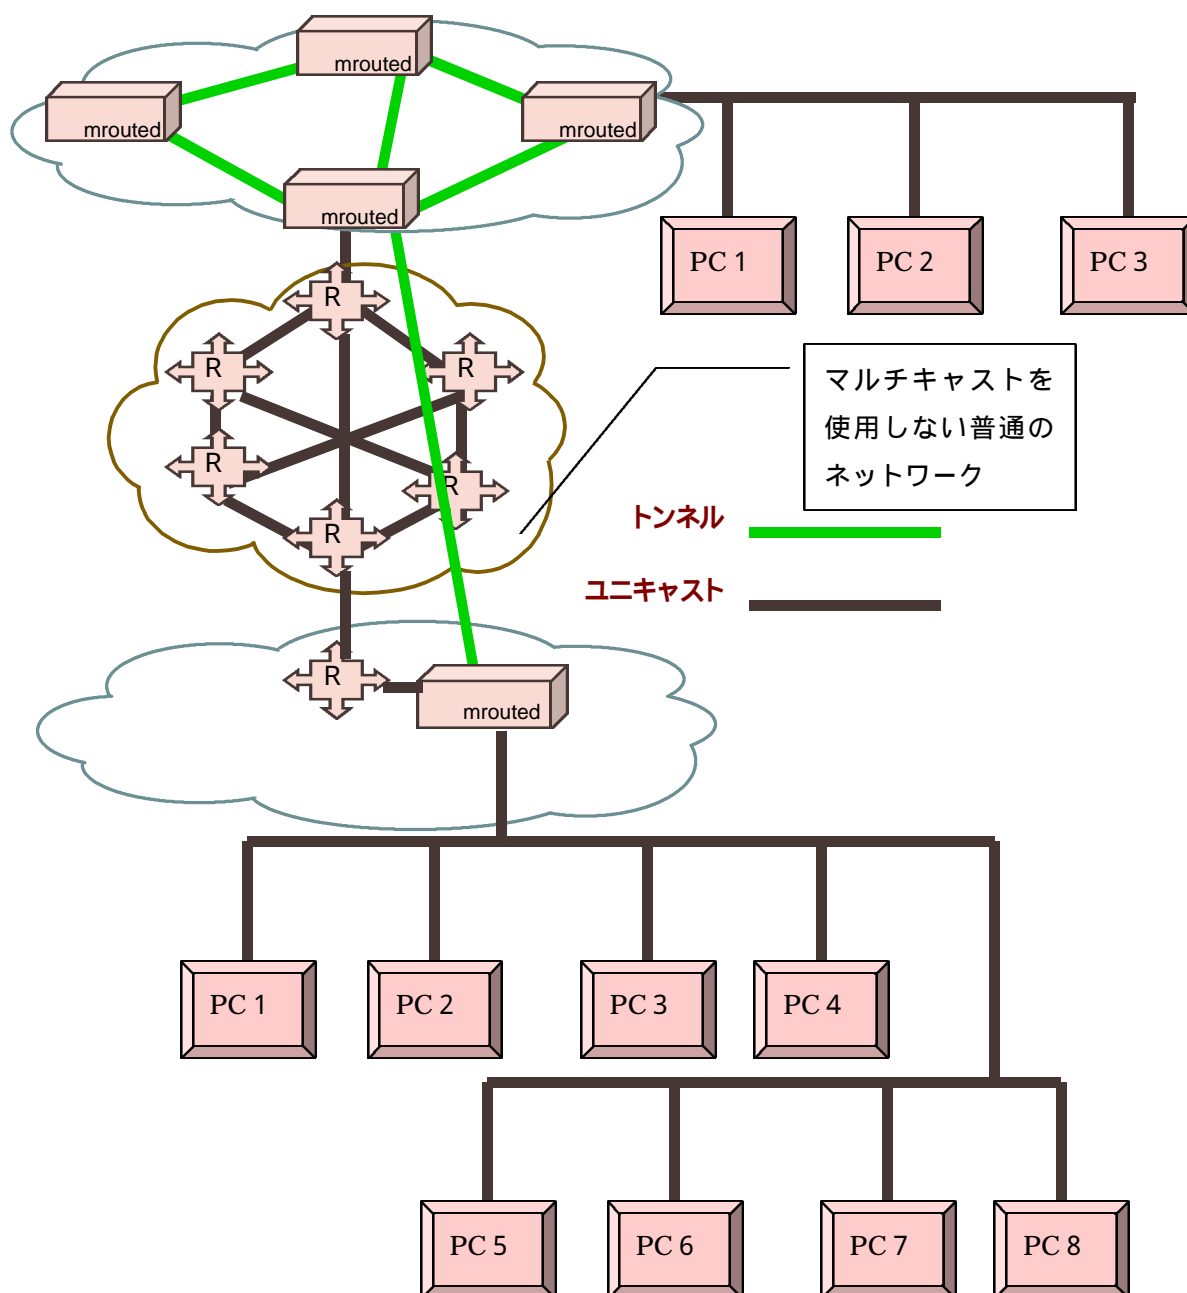 mrouted
mrouted
mrouted
mrouted
PC 1
PC 2
PC 3
R
R
R
R
R
R
マルチキャストを
使用しない普通の
ネットワーク
トンネル
ユニキャスト
R
mrouted
PC 1
PC 2
PC 3
PC 4
PC 5
PC 6
PC 7
PC 8